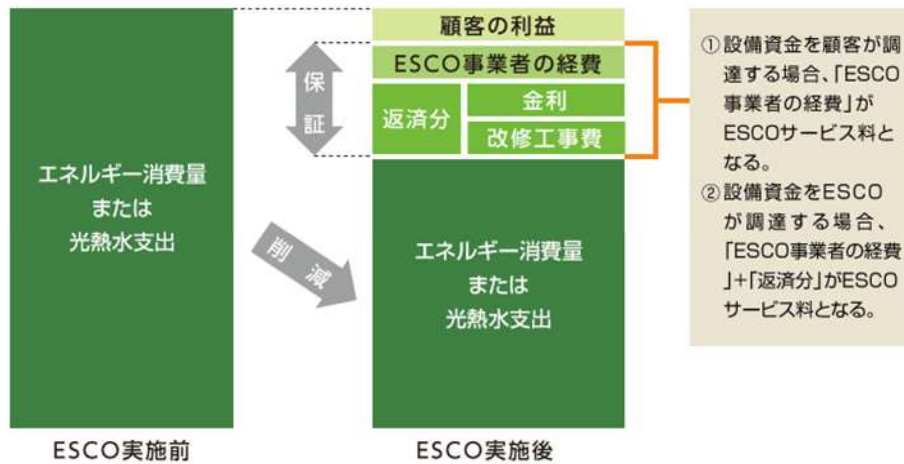 エネルギー消費量
または
光熱水支出
ESCO実施前
保
証
削減
顧客の利益
ESCO事業者の経費
返済分
金利
改修工事費
エネルギー消費量
または
光熱水支出
ESCO実施後
①設備資金を顧客が調
達する場合、「ESCO
事業者の経費」が
ESCOサービス料と
なる。
②設備資金をESCO
が調達する場合、
「ESCO事業者の経費
」+「返済分」がESCO
サービス料となる。